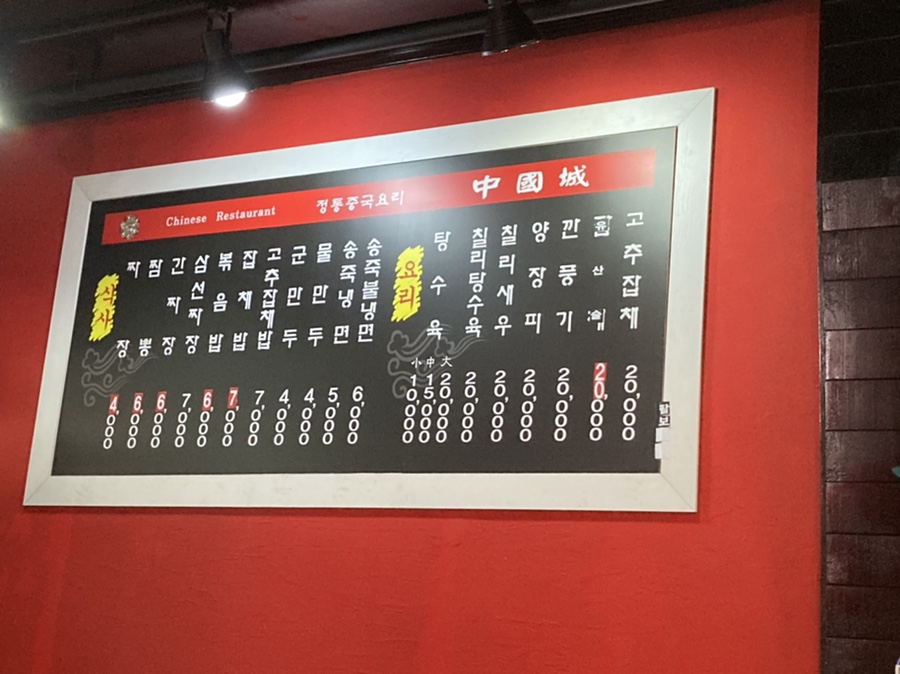 Chinese Restaurant 정통중국요리 中國城
식사
짜장 4,000
짬뽕 6,000
간짜장 6,000
삼선짜장 7,000
볶음밥 6,000
잡채밥 7,000
고추잡채밥 7,000
군만두 4,000
물만두 4,000
송죽냉면 5,000
송죽불냉면 6,000
요리
탕수육 小 10,000 中 15,000 大 20,000
칠리탕수육 20,000
칠리새우 20,000
양장피 20,000
깐풍기 20,000
유산슬 20,000
고추잡채 20,000